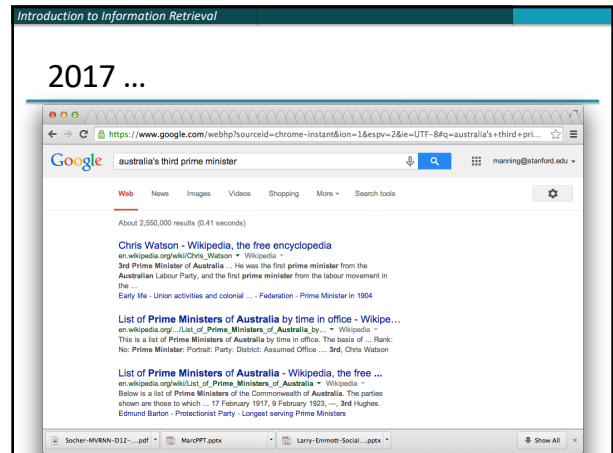 Introduction to Information Retrieval
2017 ...
https://www.google.com/webhp?sourceid=chrome-instant&ion=1&espv=2&ie=UTF-8#q=australia's+third+pri...
Google australia's third prime minister manning@stanford.edu
Web News Images Videos Shopping More Search tools
About 2,550,000 results (0.41 seconds)
Chris Watson - Wikipedia, the free encyclopedia
en.wikipedia.org/wiki/Chris_Watson Wikipedia
3rd Prime Minister of Australia ... He was the first prime minister from the
Australian Labour Party, and the first prime minister from the labour movement in
the ...
Early life - Union activities and colonial ... - Federation - Prime Minister in 1904
List of Prime Ministers of Australia by time in office - Wikipe...
en.wikipedia.org/.../List_of_Prime_Ministers_of_Australia_by... Wikipedia
This is a list of Prime Ministers of Australia by time in office. The basis of ... Rank:
No: Prime Minister: Portrait: Party: District: Assumed Office .... 3rd, Chris Watson
List of Prime Ministers of Australia - Wikipedia, the free ...
en.wikipedia.org/wiki/List_of_Prime_Ministers_of_Australia Wikipedia
Below is a list of Prime Ministers of the Commonwealth of Australia. The parties
shown are those to which ... 17 February 1917, 9 February 1923, —, 3rd Hughes.
Edmund Barton - Protectionist Party - Longest serving Prime Ministers
Socher-MVRNN-D12-....pdf MarcPPT.pptx Larry-Emmott-Social....pptx Show All